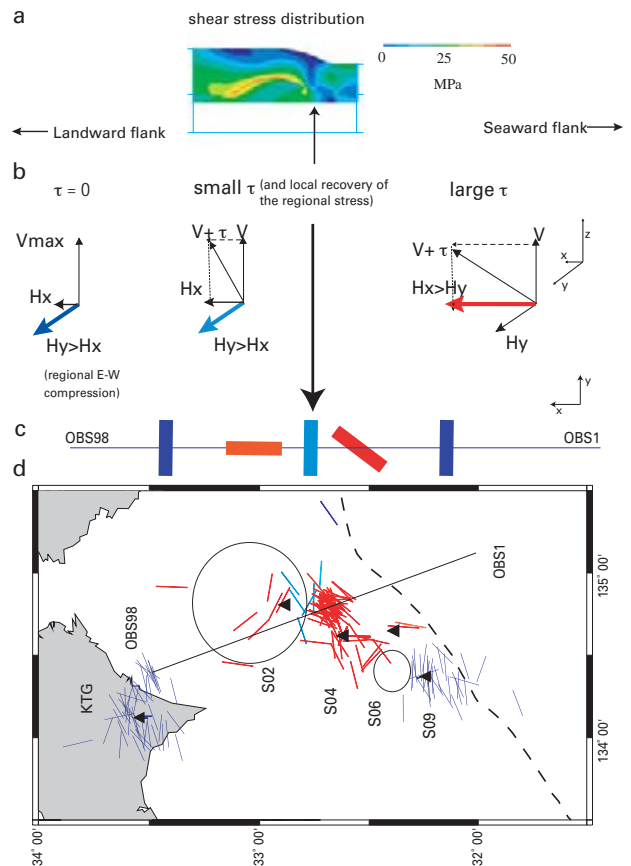 a
shear stress distribution
0 50
MPa
Landward flank
Seaward flank
b
τ = 0
small τ (and local recovery of
the regional stress)
large τ
Vmax
Hx
Hy>Hx
(regional E-W
compression)
V+ τ V
Hx
Hy>Hx
V
V+ τ
Hx>Hy
Hy
z
x
y
y
x
c
OBS98
OBS1
d
OBS1
OBS98
KTG
S02
S04
S06
S09
135° 00'
134° 00'
34° 00'
33° 00'
32° 00'